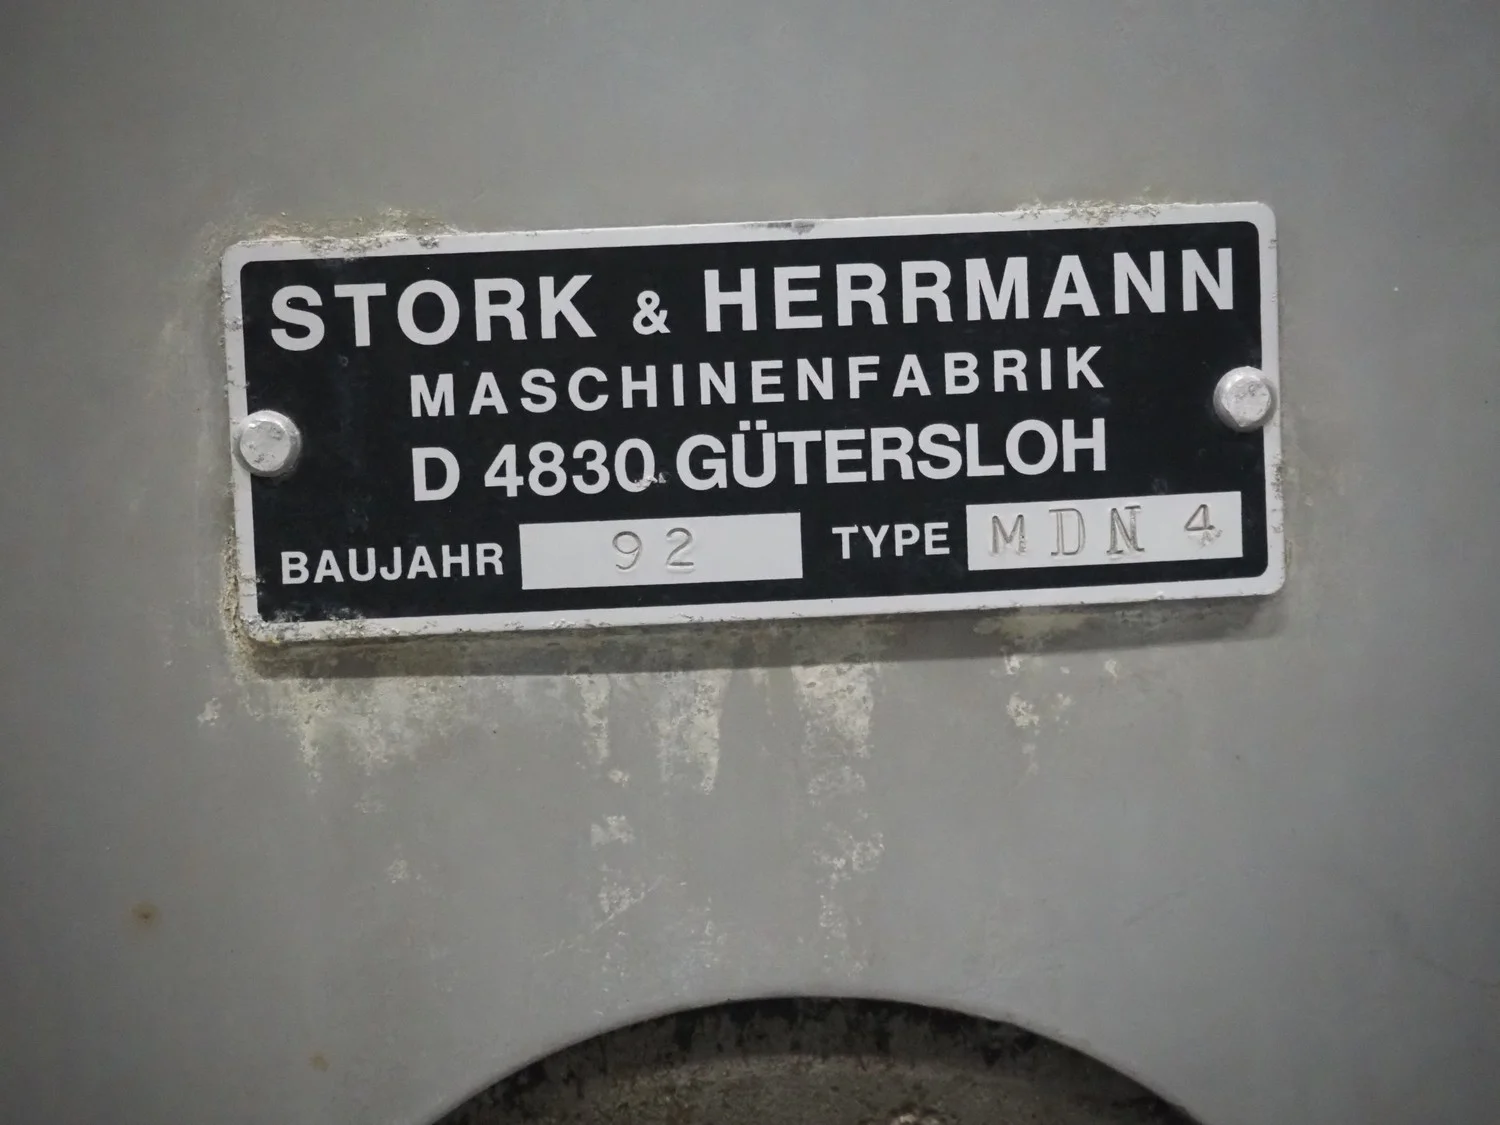 STORK & HERRMANN
MASCHINENFABRIK
D 4830 GÜTERSLOH
BAUJAHR 92 TYPE MDN 4